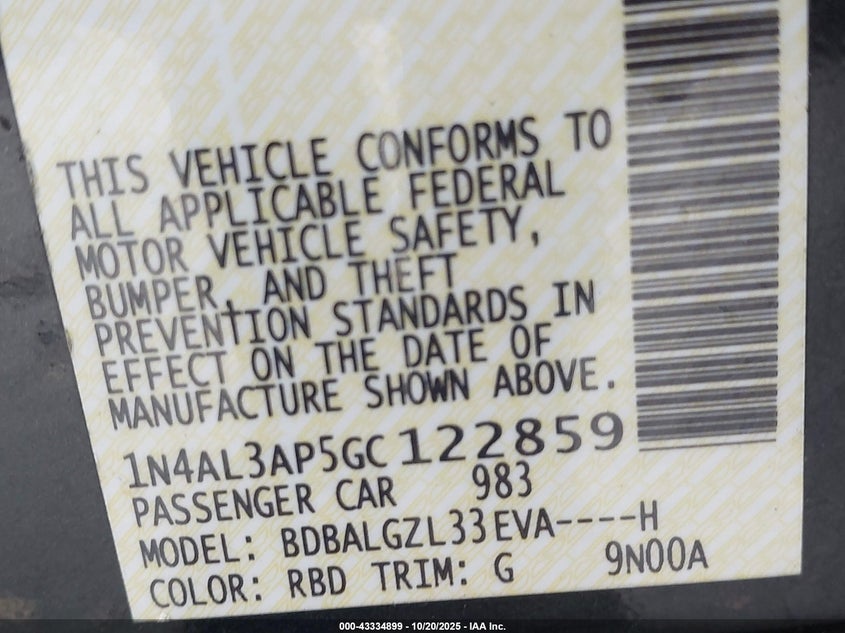 THIS VEHICLE CONFORMS TO
ALL APPLICABLE FEDERAL
MOTOR VEHICLE SAFETY,
BUMPER, AND THEFT
PREVENTION STANDARDS IN
EFFECT ON THE DATE OF
MANUFACTURE SHOWN ABOVE.
1N4AL3AP5GC122859
PASSENGER CAR 983
MODEL: BDBALGZL33EVA----H
COLOR: RBD TRIM: G 9N00A
000-43334899 - 10/20/2025 - IAA Inc.